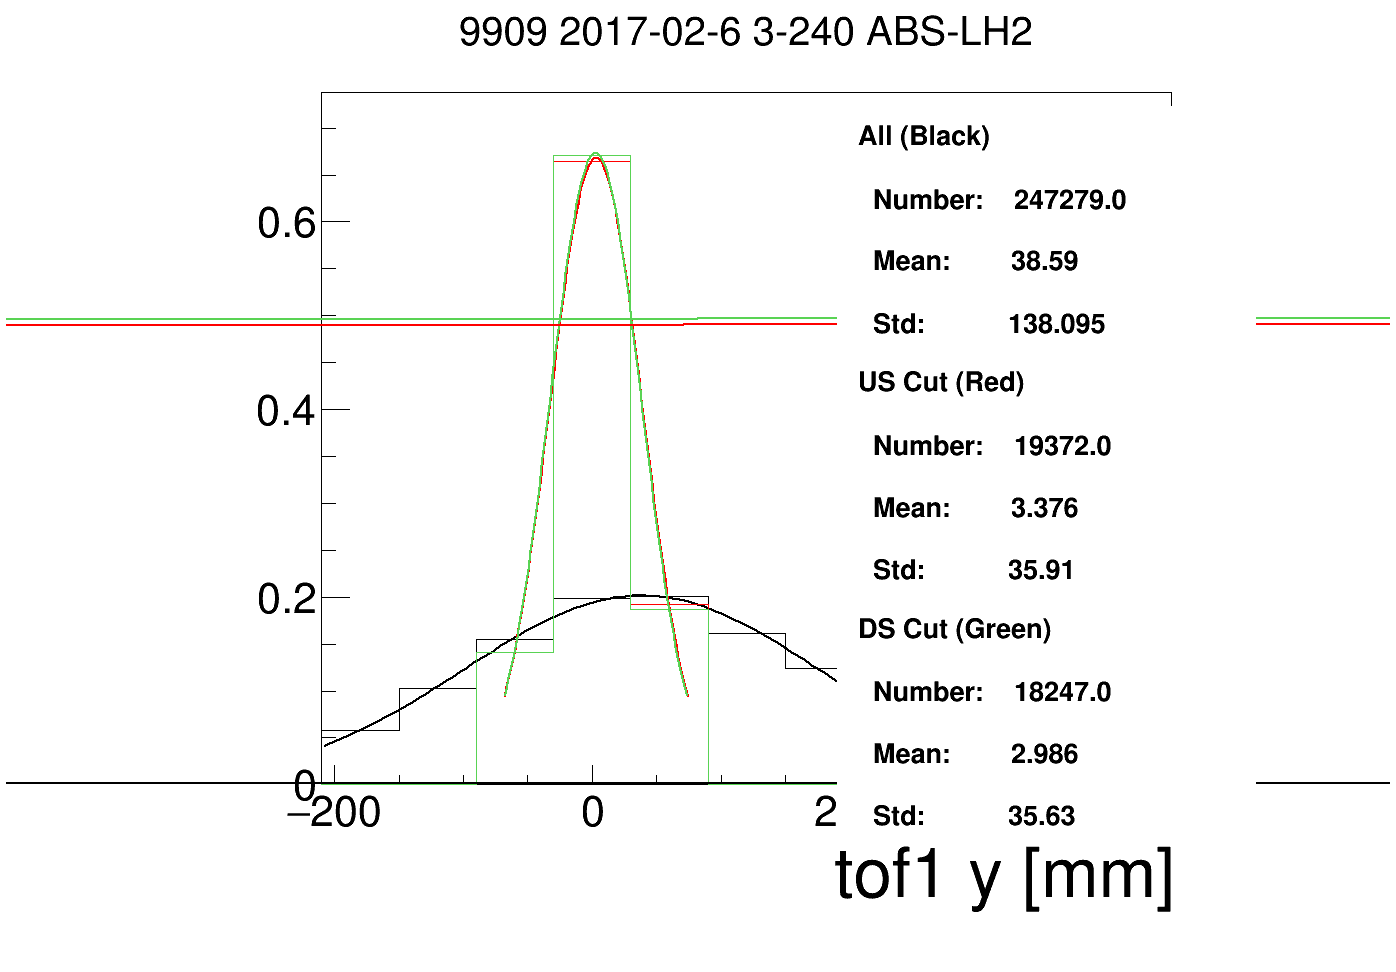 9909 2017-02-6 3-240 ABS-LH2
All (Black)
Number: 247279.0
Mean: 38.59
Std: 138.095
US Cut (Red)
Number: 19372.0
Mean: 3.376
Std: 35.91
DS Cut (Green)
Number: 18247.0
Mean: 2.986
Std: 35.63
0.6
0.4
0.2
0
−200 0 2
tof1 y [mm]